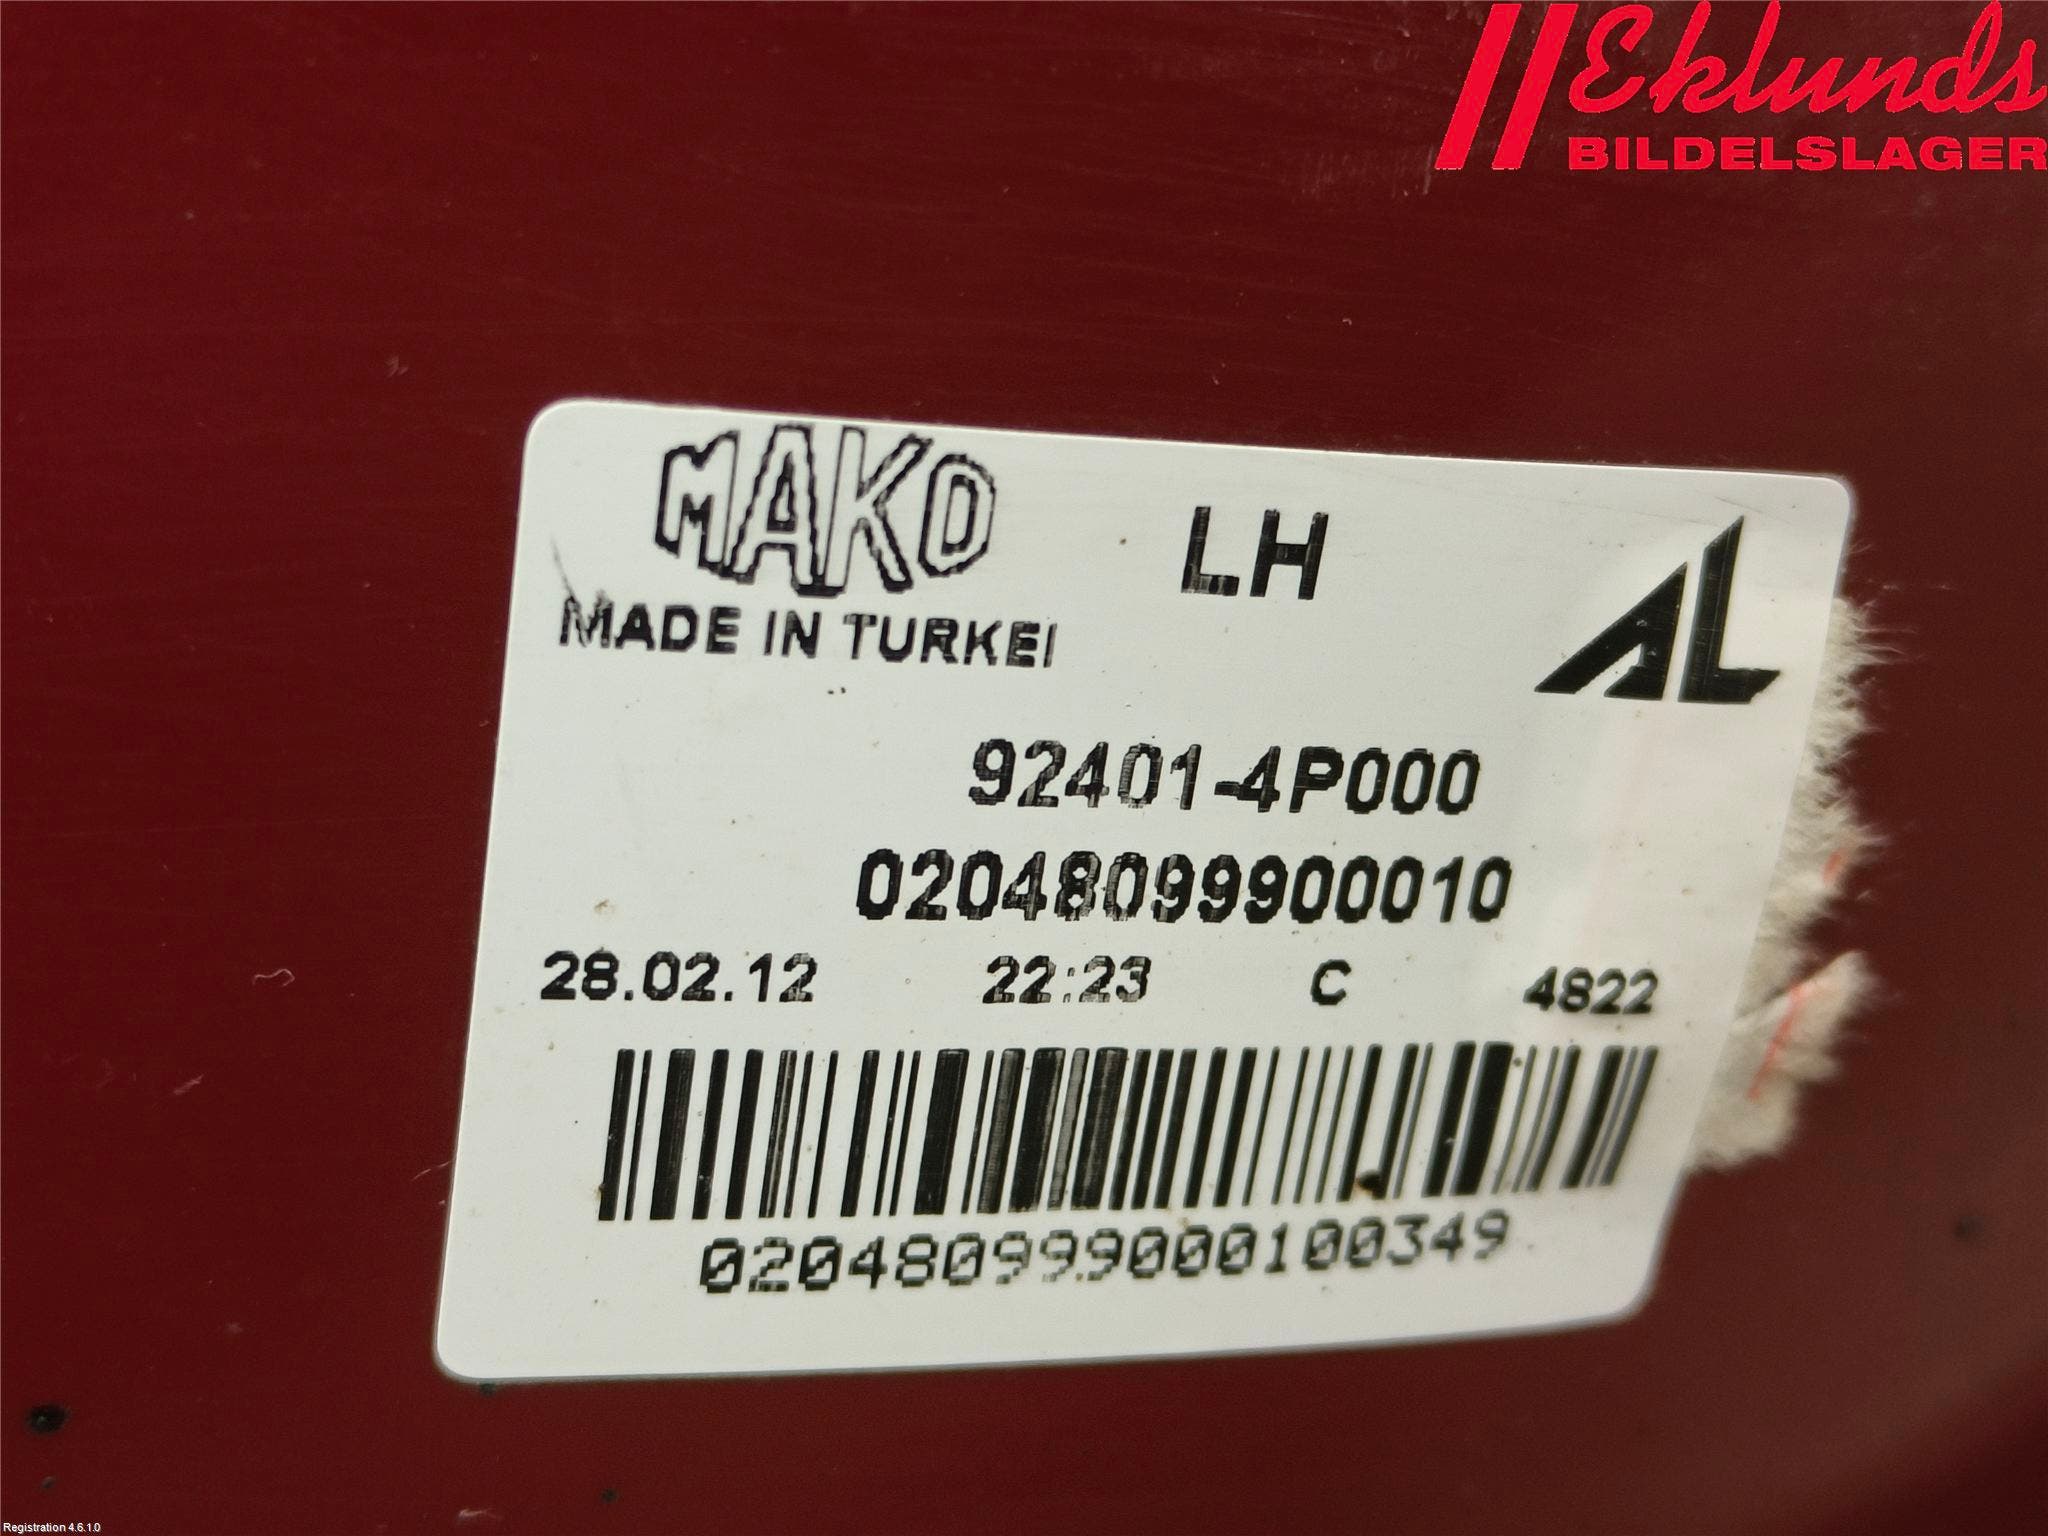 Eklunds
BILDELSLAGER
MAKO
LH
AL
MADE IN TURKEI
92401-4P000
02048099900010
28.02.12 22:23 C 4822
020480999000100349
Registration 4.6.1.0